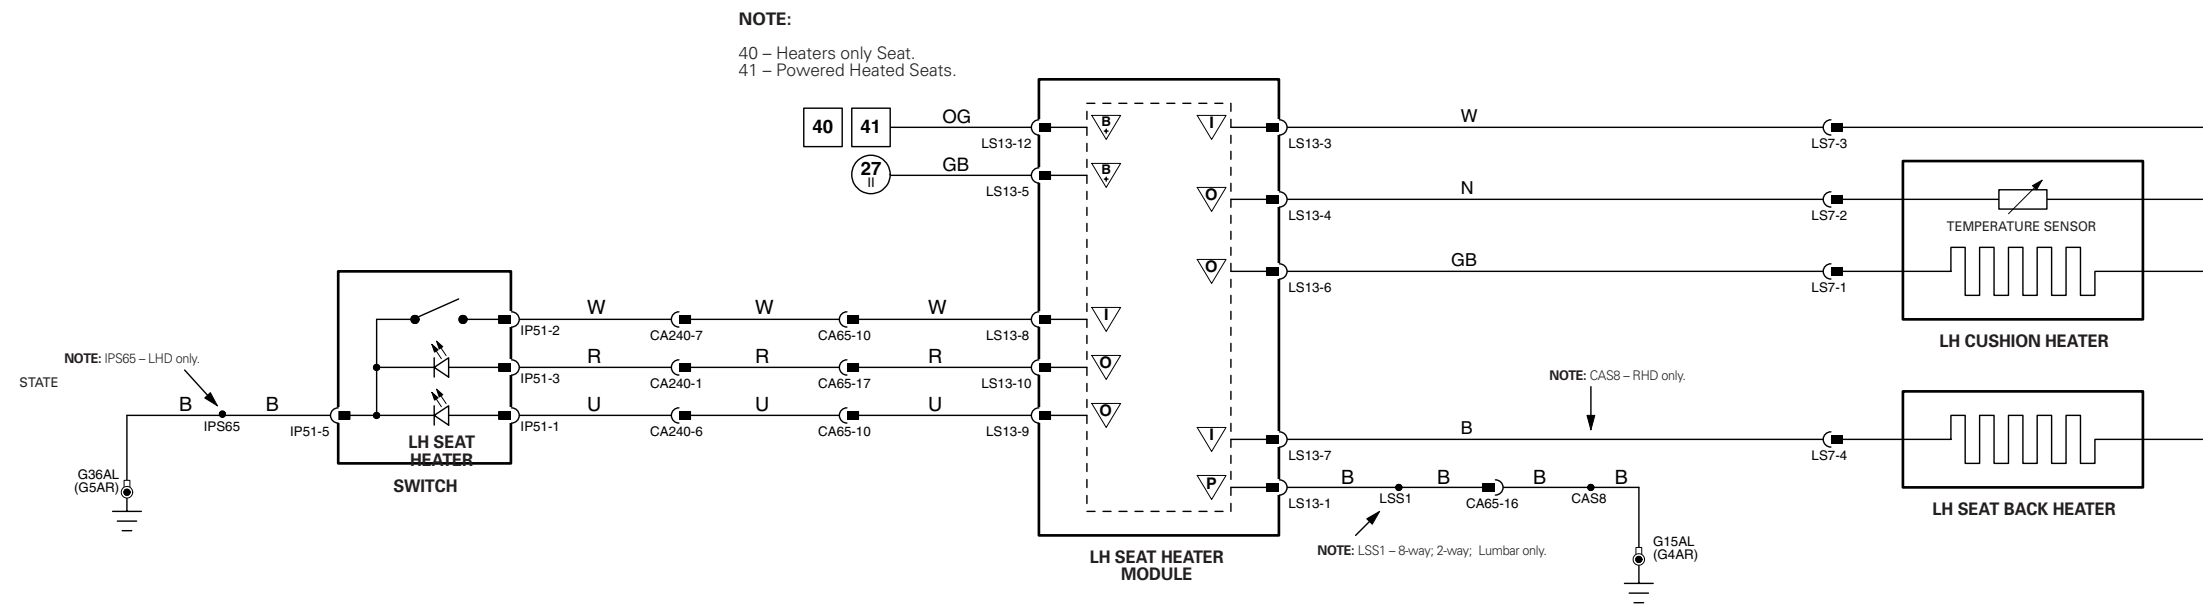 NOTE:
40 – Heaters only Seat.
41 – Powered Heated Seats.
40 41 OG LS13-12 B+ I LS13-3 W LS7-3
27 II GB LS13-5 B+
O LS13-4 N LS7-2
TEMPERATURE SENSOR
O LS13-6 GB LS7-1
LH CUSHION HEATER
W W W
IP51-2 CA240-7 CA65-10 LS13-8 I
R R R
IP51-3 CA240-1 CA65-17 LS13-10 O
NOTE: IPS65 – LHD only.
STATE
B B
IPS65 IP51-5
U U U
IP51-1 CA240-6 CA65-10 LS13-9 O
LH SEAT
HEATER
SWITCH
G36AL
(G5AR)
NOTE: CAS8 – RHD only.
I LS13-7 B LS7-4
P LS13-1 B LSS1 B CA65-16 B CAS8 B
LH SEAT BACK HEATER
NOTE: LSS1 – 8-way; 2-way; Lumbar only.
G15AL
(G4AR)
LH SEAT HEATER
MODULE